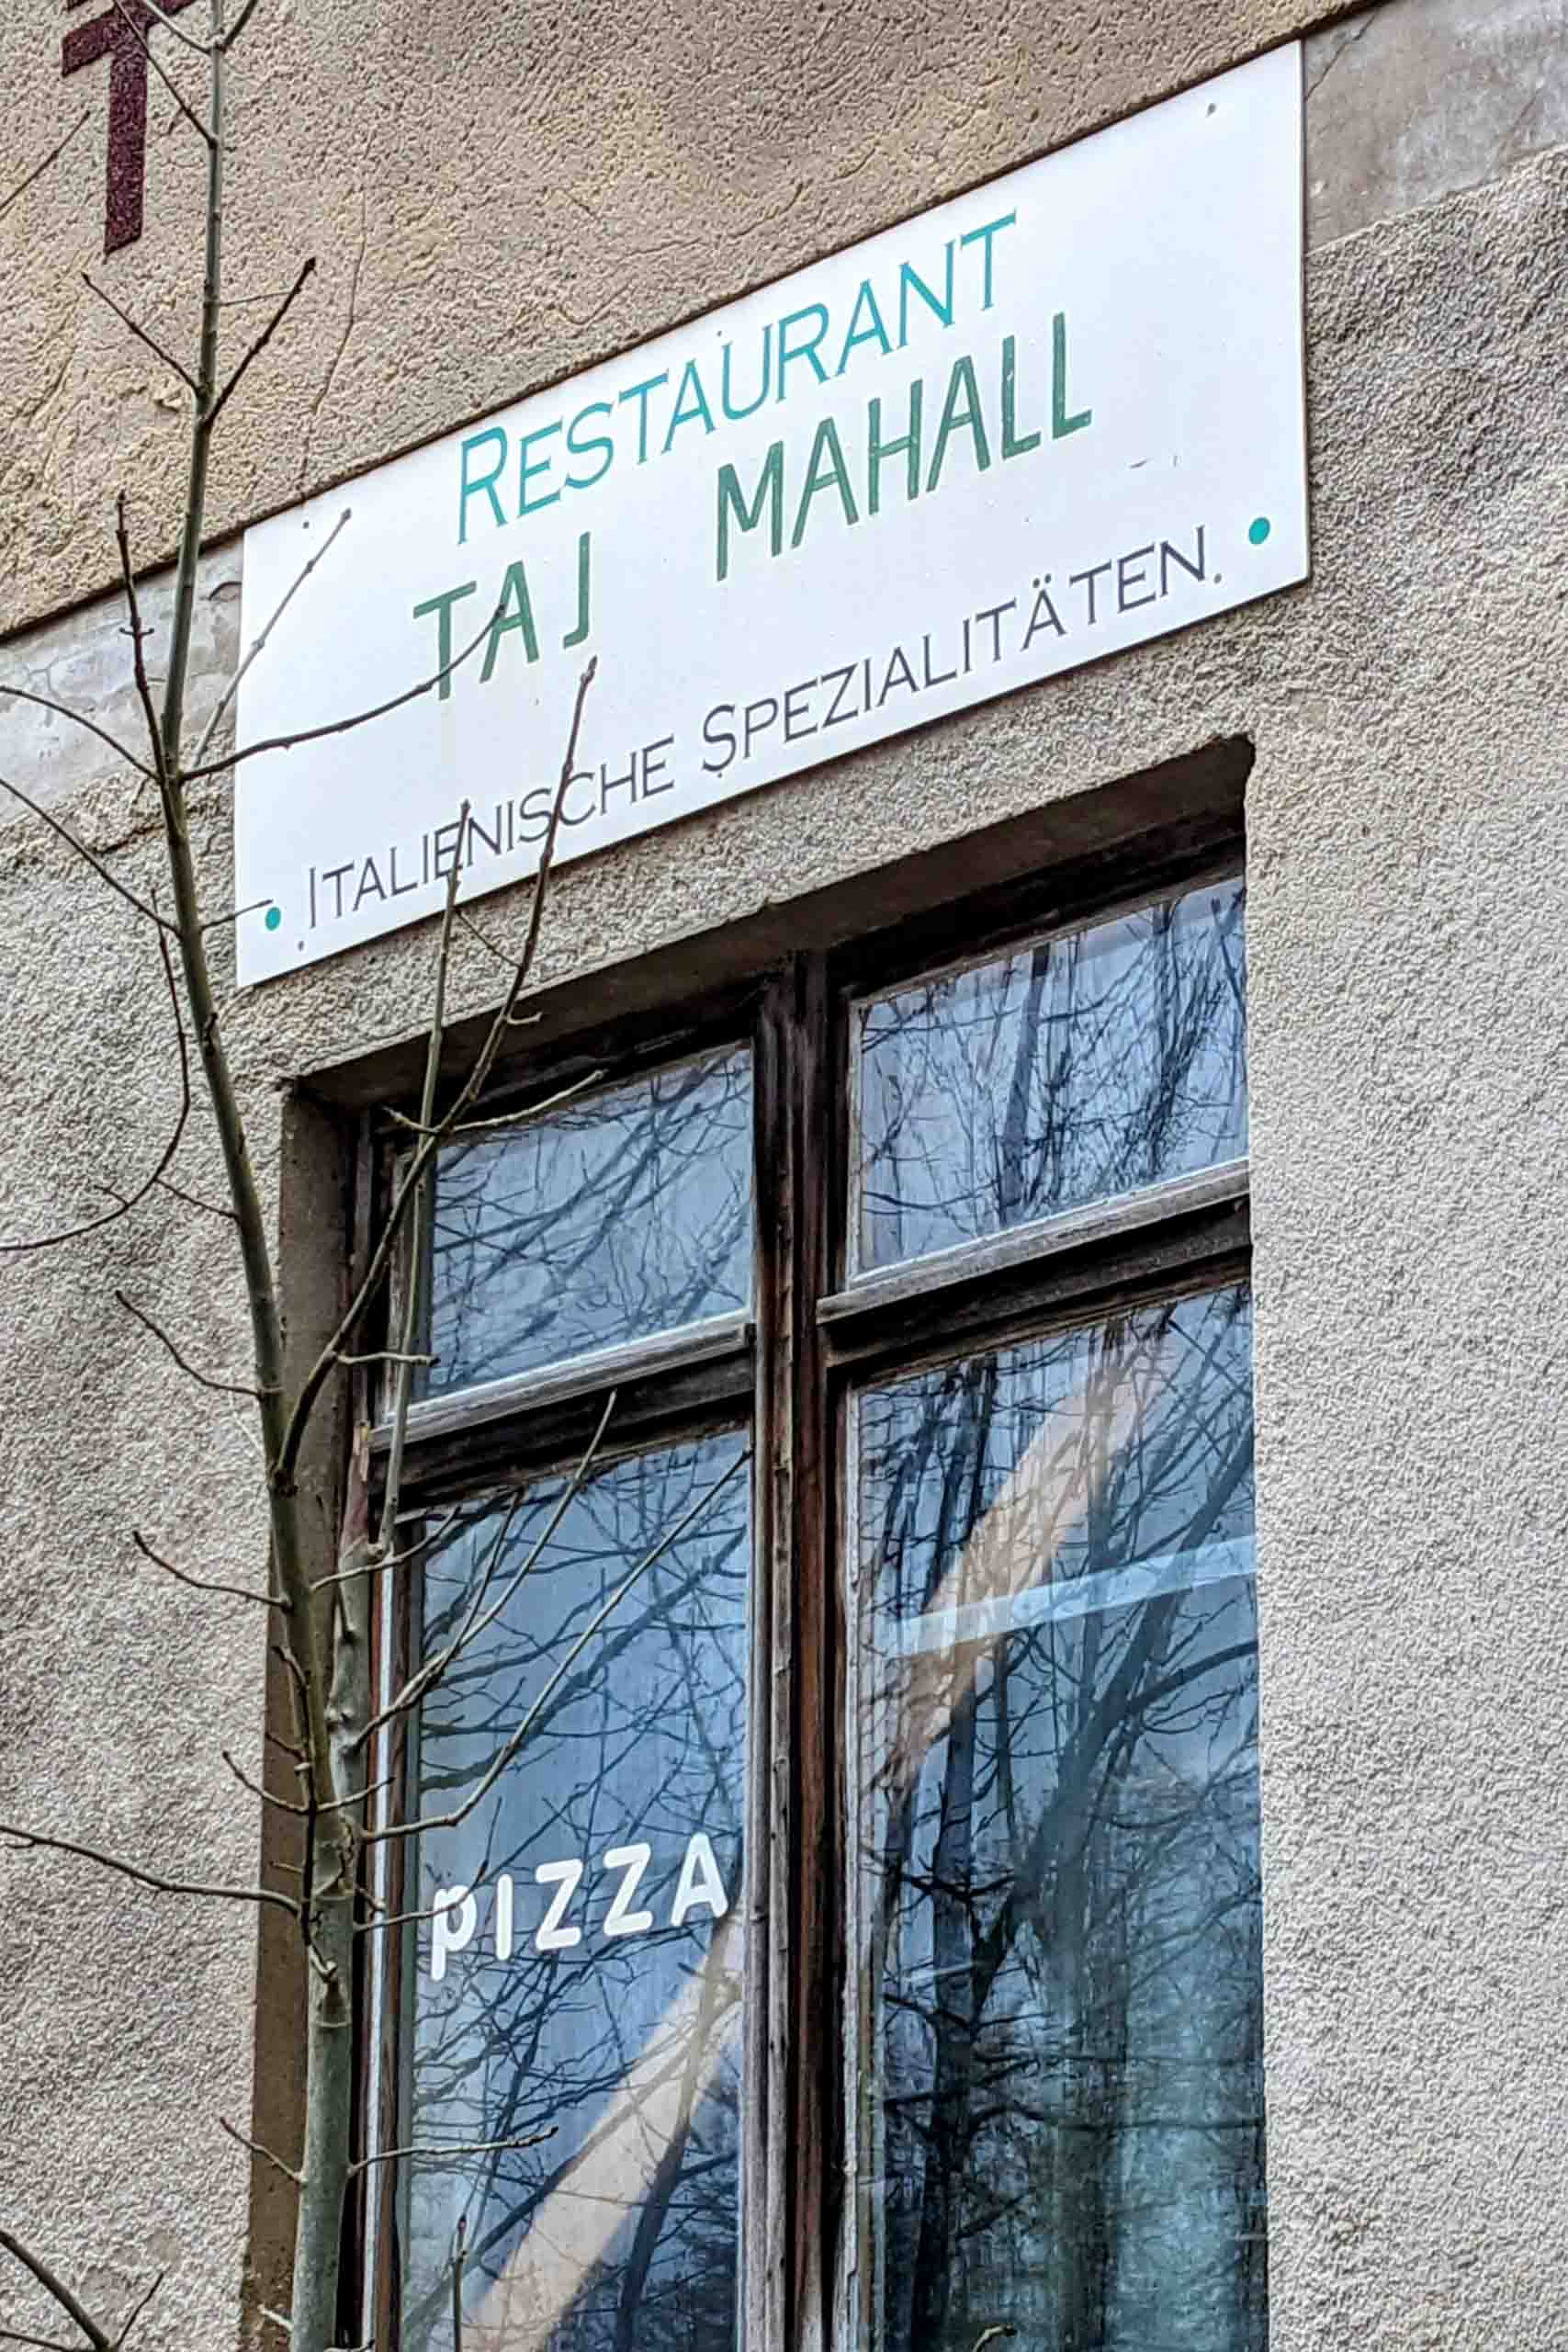 T
RESTAURANT
TAJ MAHALL
• ITALIENISCHE SPEZIALITÄTEN. •
PIZZA